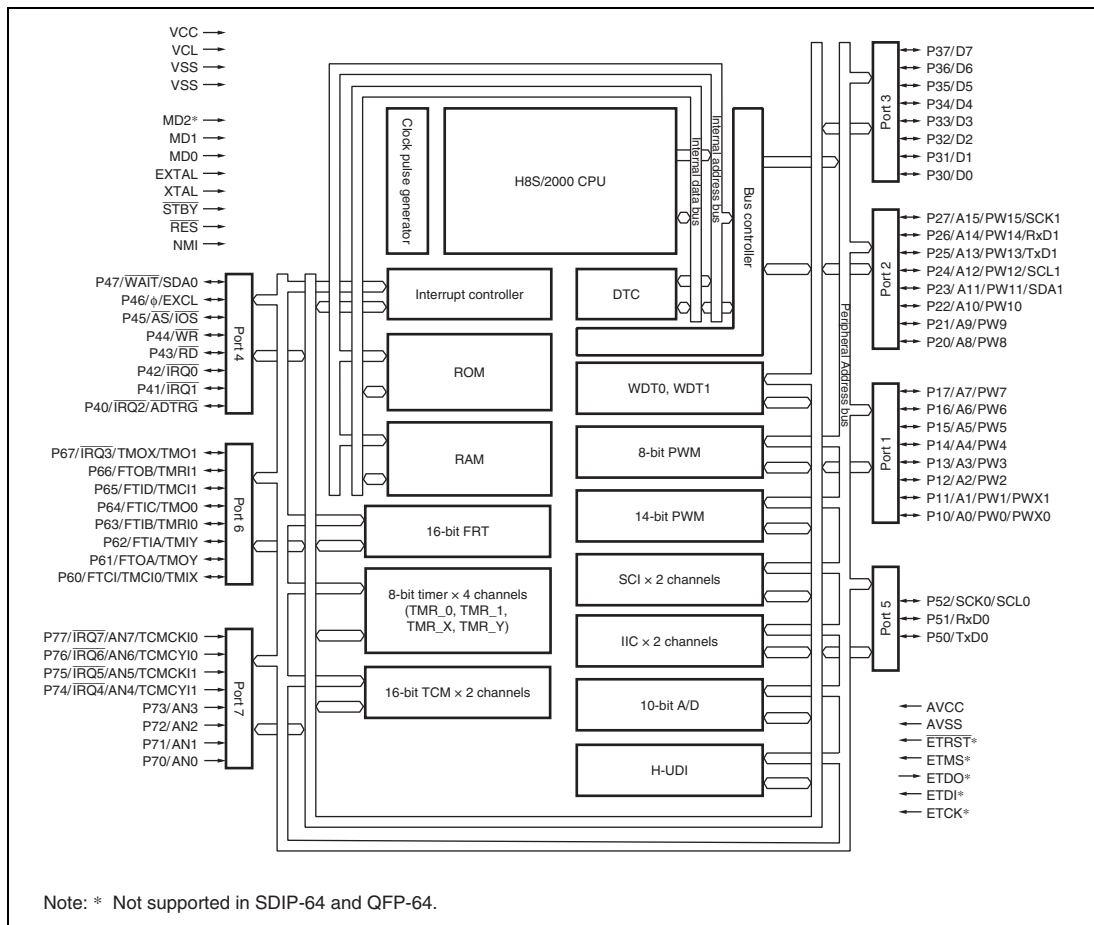 VCC
VCL
VSS
VSS
MD2*
MD1
MD0
EXTAL
XTAL
STBY
RES
NMI
P47/WAIT/SDA0
P46/ϕ/EXCL
P45/AS/IOS
P44/WR
P43/RD
P42/IRQ0
P41/IRQ1
P40/IRQ2/ADTRG
Port 4
P67/IRQ3/TMOX/TMO1
P66/FTOB/TMRI1
P65/FTID/TMCI1
P64/FTIC/TMO0
P63/FTIB/TMRI0
P62/FTIA/TMIY
P61/FTOA/TMOY
P60/FTCI/TMCI0/TMIX
Port 6
P77/IRQ7/AN7/TCMCKI0
P76/IRQ6/AN6/TCMCYI0
P75/IRQ5/AN5/TCMCKI1
P74/IRQ4/AN4/TCMCYI1
P73/AN3
P72/AN2
P71/AN1
P70/AN0
Port 7
Clock pulse generator
H8S/2000 CPU
Internal data bus
Internal address bus
Bus controller
Interrupt controller
DTC
ROM
RAM
16-bit FRT
8-bit timer × 4 channels
(TMR_0, TMR_1,
TMR_X, TMR_Y)
16-bit TCM × 2 channels
WDT0, WDT1
8-bit PWM
14-bit PWM
SCI × 2 channels
IIC × 2 channels
10-bit A/D
H-UDI
Peripheral Data bus
Peripheral Address bus
Port 3
P37/D7
P36/D6
P35/D5
P34/D4
P33/D3
P32/D2
P31/D1
P30/D0
Port 2
P27/A15/PW15/SCK1
P26/A14/PW14/RxD1
P25/A13/PW13/TxD1
P24/A12/PW12/SCL1
P23/A11/PW11/SDA1
P22/A10/PW10
P21/A9/PW9
P20/A8/PW8
Port 1
P17/A7/PW7
P16/A6/PW6
P15/A5/PW5
P14/A4/PW4
P13/A3/PW3
P12/A2/PW2
P11/A1/PW1/PWX1
P10/A0/PW0/PWX0
Port 5
P52/SCK0/SCL0
P51/RxD0
P50/TxD0
AVCC
AVSS
ETRST*
ETMS*
ETDO*
ETDI*
ETCK*
Note: * Not supported in SDIP-64 and QFP-64.